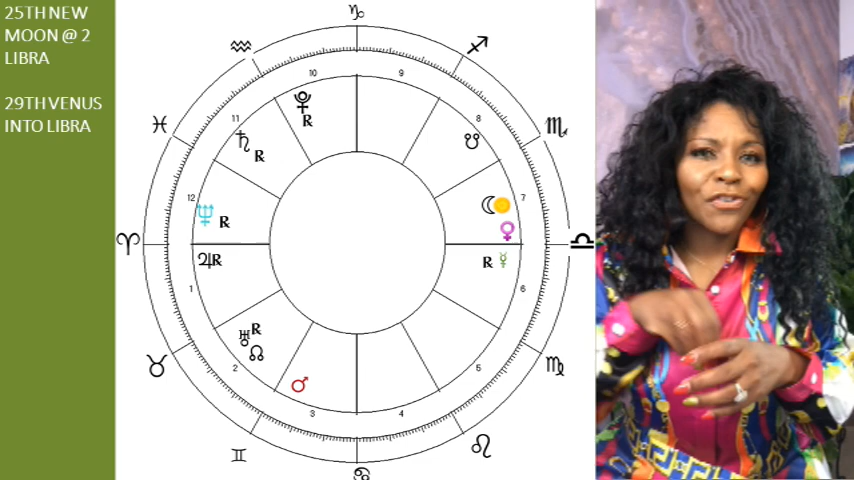 25TH NEW
MOON @ 2
LIBRA
29TH VENUS
INTO LIBRA
♑
♒
♐
10
9
♇
R
11
8
♓
♄
R
☋
♏
12
7
♆
R
☾
♀
♈
♎
♃R
R ☿
1
6
♅R
☊
♉
2
5
♍
♂
3
4
♊
♌
♋